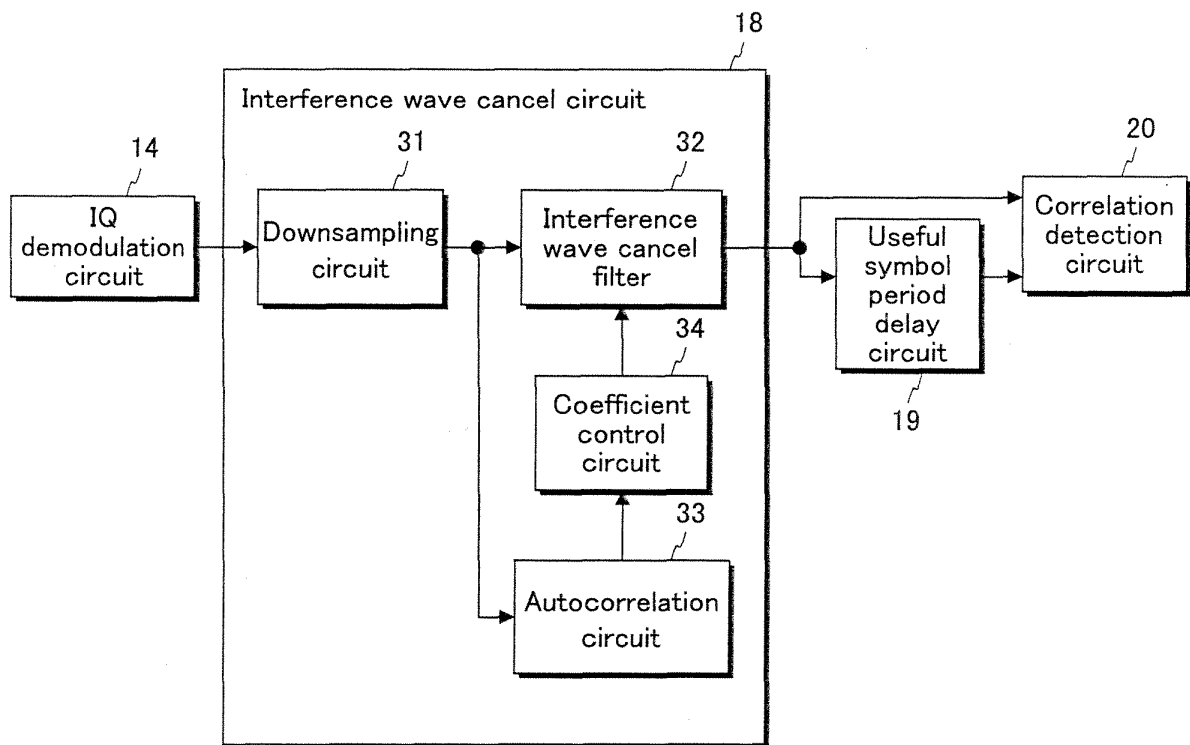 18
Interference wave cancel circuit
14
IQ
demodulation
circuit
31
Downsampling
circuit
32
Interference
wave cancel
filter
20
Correlation
detection
circuit
Useful
symbol
period
delay
circuit
19
34
Coefficient
control
circuit
33
Autocorrelation
circuit